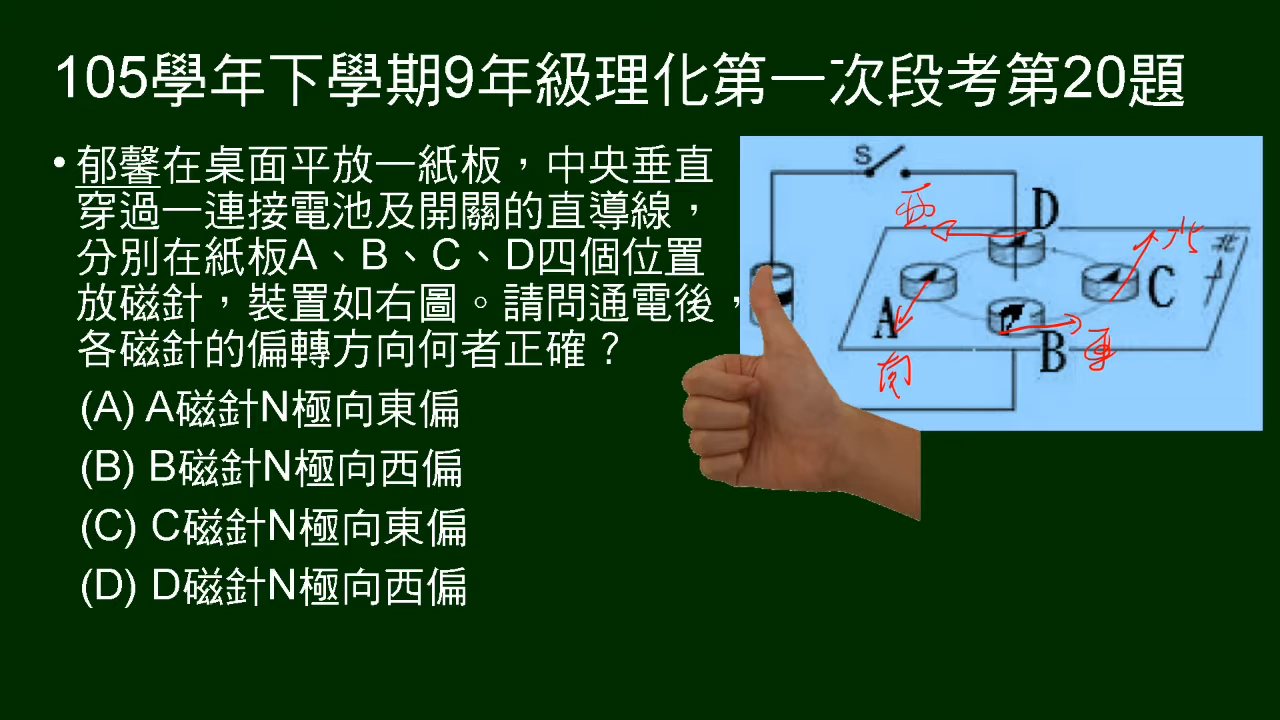 105學年下學期9年級理化第一次段考第20題
• 郁馨在桌面平放一紙板，中央垂直
穿過一連接電池及開關的直導線，
分別在紙板A、B、C、D四個位置
放磁針，裝置如右圖。請問通電後，
各磁針的偏轉方向何者正確？
(A) A磁針N極向東偏
(B) B磁針N極向西偏
(C) C磁針N極向東偏
(D) D磁針N極向西偏
S
西
D
北
北
C
A
B
東
南